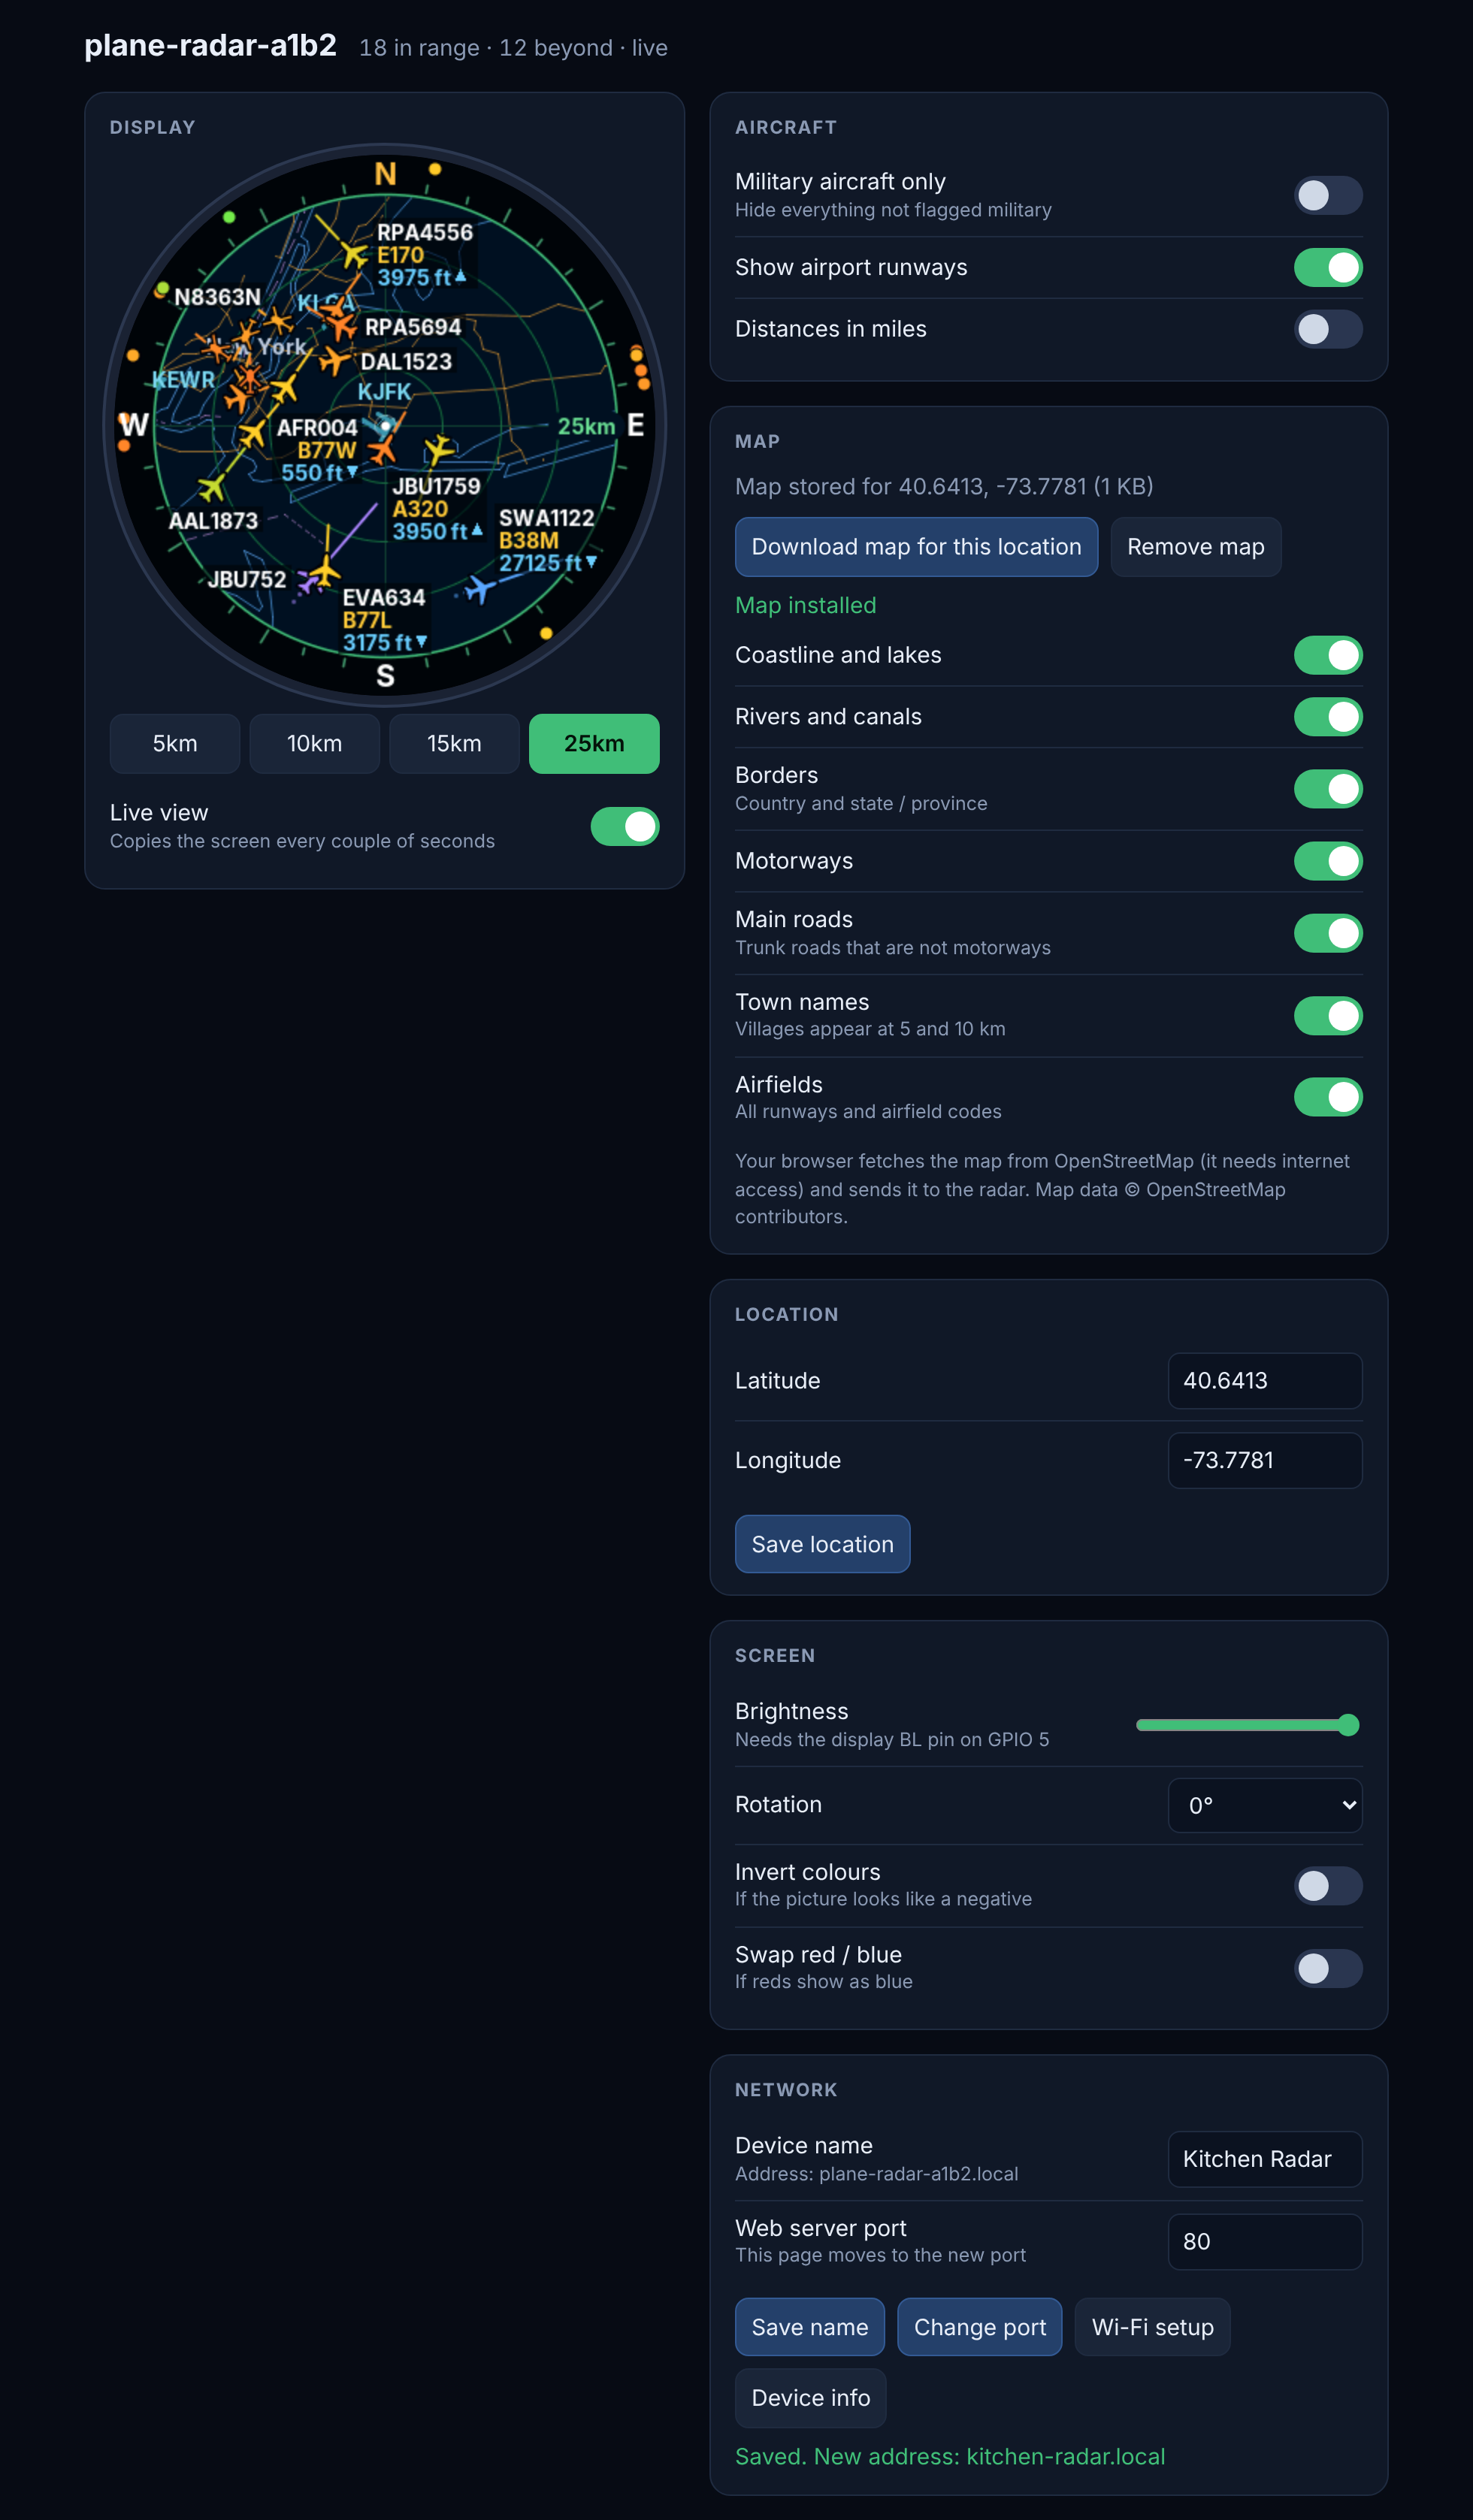 plane-radar-a1b2 18 in range · 12 beyond · live
DISPLAY
N
RPA4556
E170
3975 ft▲
N8363N
RPA5694
York
DAL1523
KEWR
KJFK
W
AFR004
B77W
550 ft▼
25km
E
JBU1759
A320
3950 ft▲
AAL1873
SWA1122
B38M
27125 ft▼
JBU752
EVA634
B77L
3175 ft▼
S
5km
10km
15km
25km
Live view
Copies the screen every couple of seconds
AIRCRAFT
Military aircraft only
Hide everything not flagged military
Show airport runways
Distances in miles
MAP
Map stored for 40.6413, -73.7781 (1 KB)
Download map for this location
Remove map
Map installed
Coastline and lakes
Rivers and canals
Borders
Country and state / province
Motorways
Main roads
Trunk roads that are not motorways
Town names
Villages appear at 5 and 10 km
Airfields
All runways and airfield codes
Your browser fetches the map from OpenStreetMap (it needs internet
access) and sends it to the radar. Map data © OpenStreetMap
contributors.
LOCATION
Latitude
40.6413
Longitude
-73.7781
Save location
SCREEN
Brightness
Needs the display BL pin on GPIO 5
Rotation
0°
Invert colours
If the picture looks like a negative
Swap red / blue
If reds show as blue
NETWORK
Device name
Address: plane-radar-a1b2.local
Kitchen Radar
Web server port
This page moves to the new port
80
Save name
Change port
Wi-Fi setup
Device info
Saved. New address: kitchen-radar.local